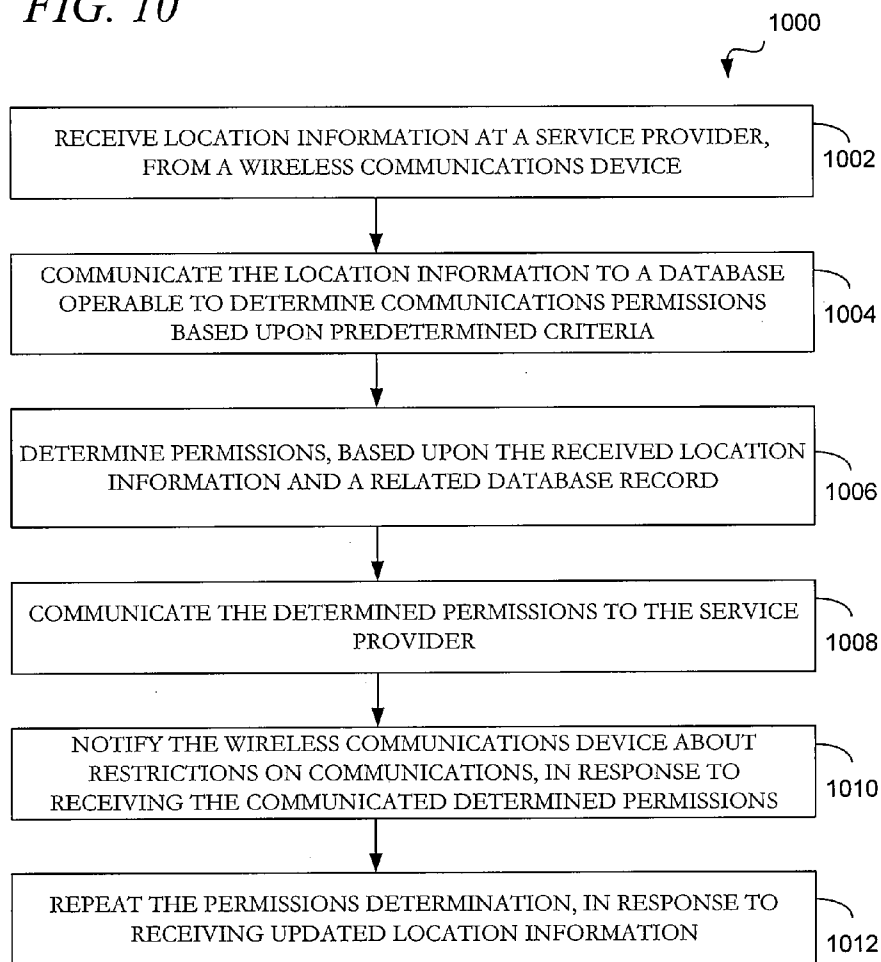 FIG. 10
1000
RECEIVE LOCATION INFORMATION AT A SERVICE PROVIDER,
FROM A WIRELESS COMMUNICATIONS DEVICE
1002
COMMUNICATE THE LOCATION INFORMATION TO A DATABASE
OPERABLE TO DETERMINE COMMUNICATIONS PERMISSIONS
BASED UPON PREDETERMINED CRITERIA
1004
DETERMINE PERMISSIONS, BASED UPON THE RECEIVED LOCATION
INFORMATION AND A RELATED DATABASE RECORD
1006
COMMUNICATE THE DETERMINED PERMISSIONS TO THE SERVICE
PROVIDER
1008
NOTIFY THE WIRELESS COMMUNICATIONS DEVICE ABOUT
RESTRICTIONS ON COMMUNICATIONS, IN RESPONSE TO
RECEIVING THE COMMUNICATED DETERMINED PERMISSIONS
1010
REPEAT THE PERMISSIONS DETERMINATION, IN RESPONSE TO
RECEIVING UPDATED LOCATION INFORMATION
1012